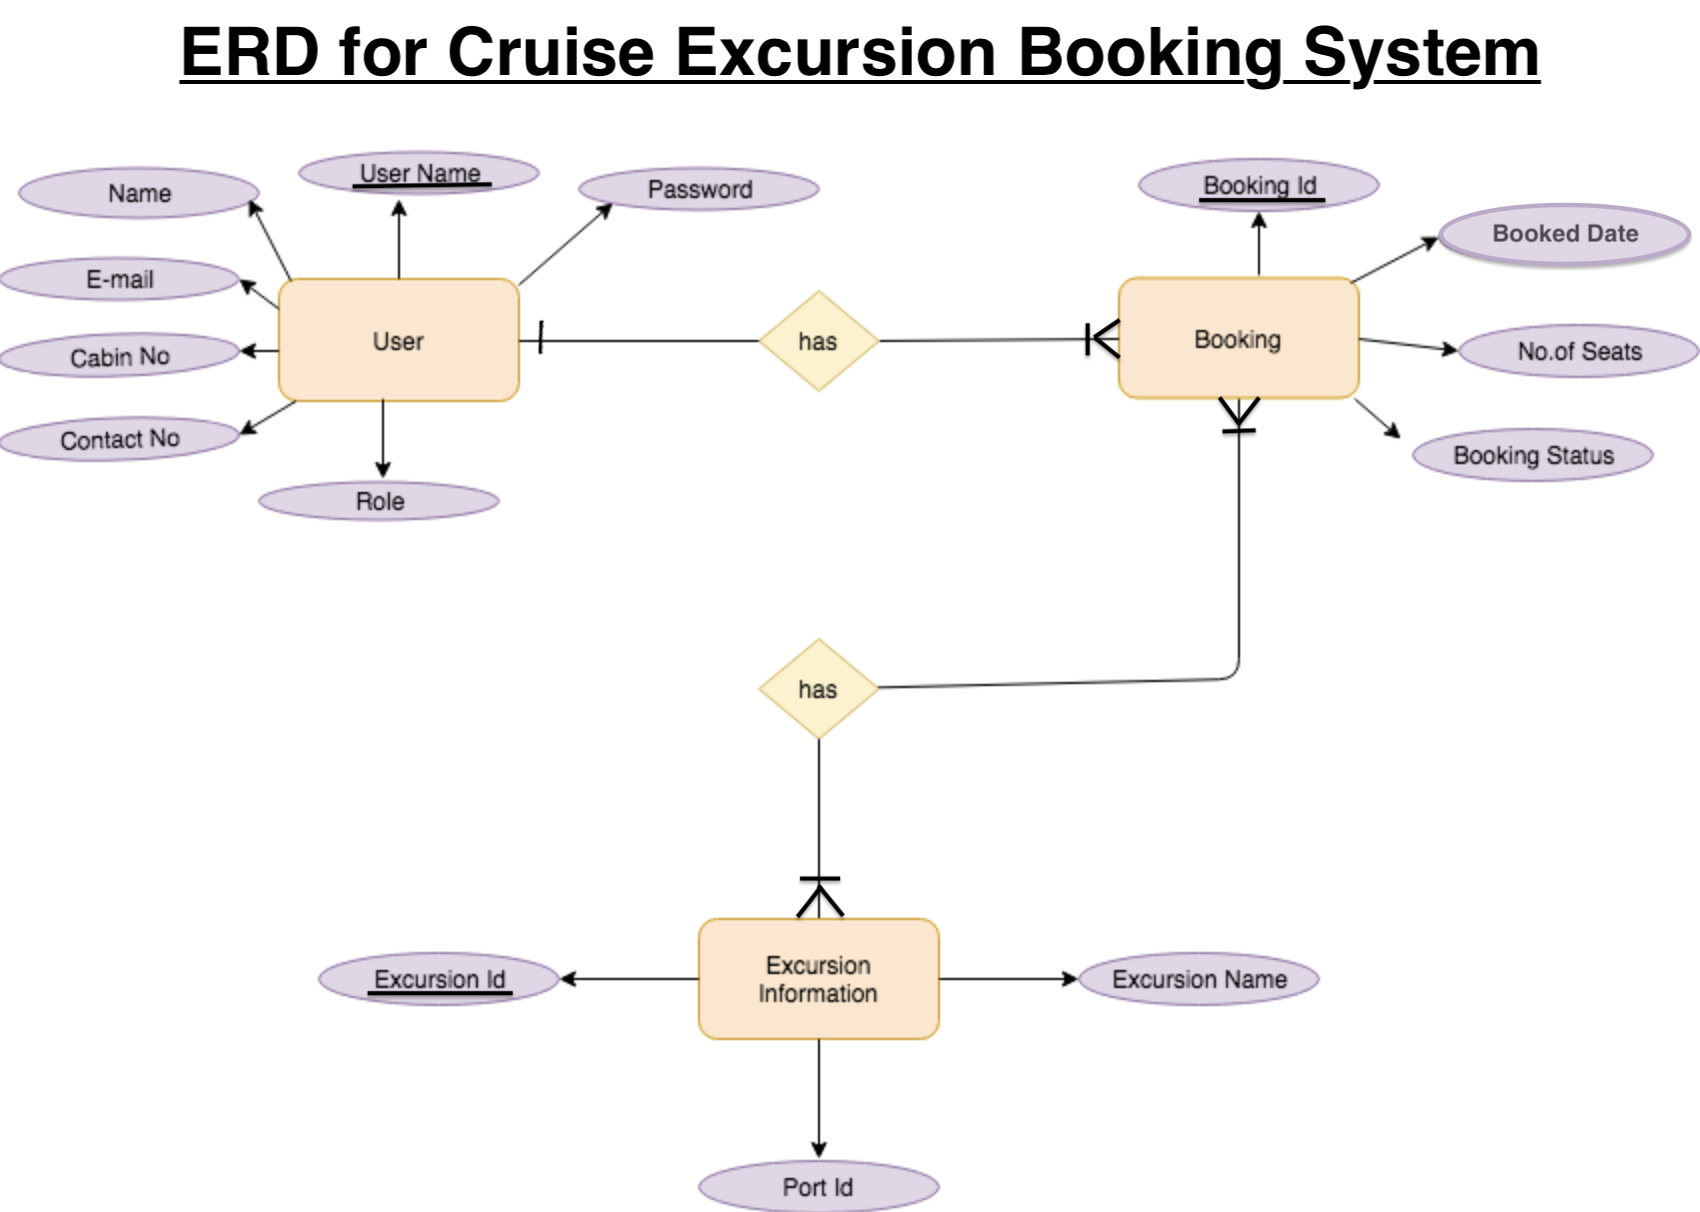 ERD for Cruise Excursion Booking System
User Name
Name
Password
Booking Id
Booked Date
E-mail
User
has
Booking
Cabin No
No.of Seats
Contact No
Booking Status
Role
has
Excursion
Information
Excursion Id
Excursion Name
Port Id